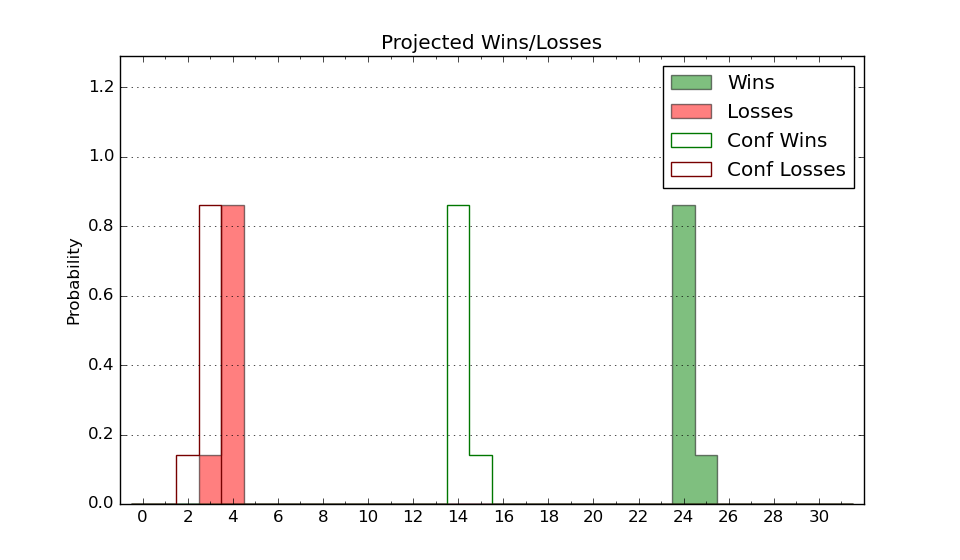 Projected Wins/Losses
Wins
Losses
Conf Wins
Conf Losses
Probability
1.2
1.0
0.8
0.6
0.4
0.2
0.0
0 2 4 6 8 10 12 14 16 18 20 22 24 26 28 30